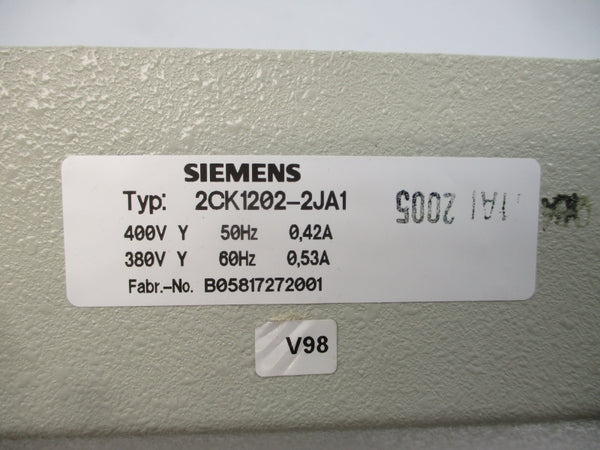 SIEMENS
Typ: 2CK1202-2JA1
400V Y 50Hz 0,42A
380V Y 60Hz 0,53A
Fabr.-No. B05817272001
2005
V98